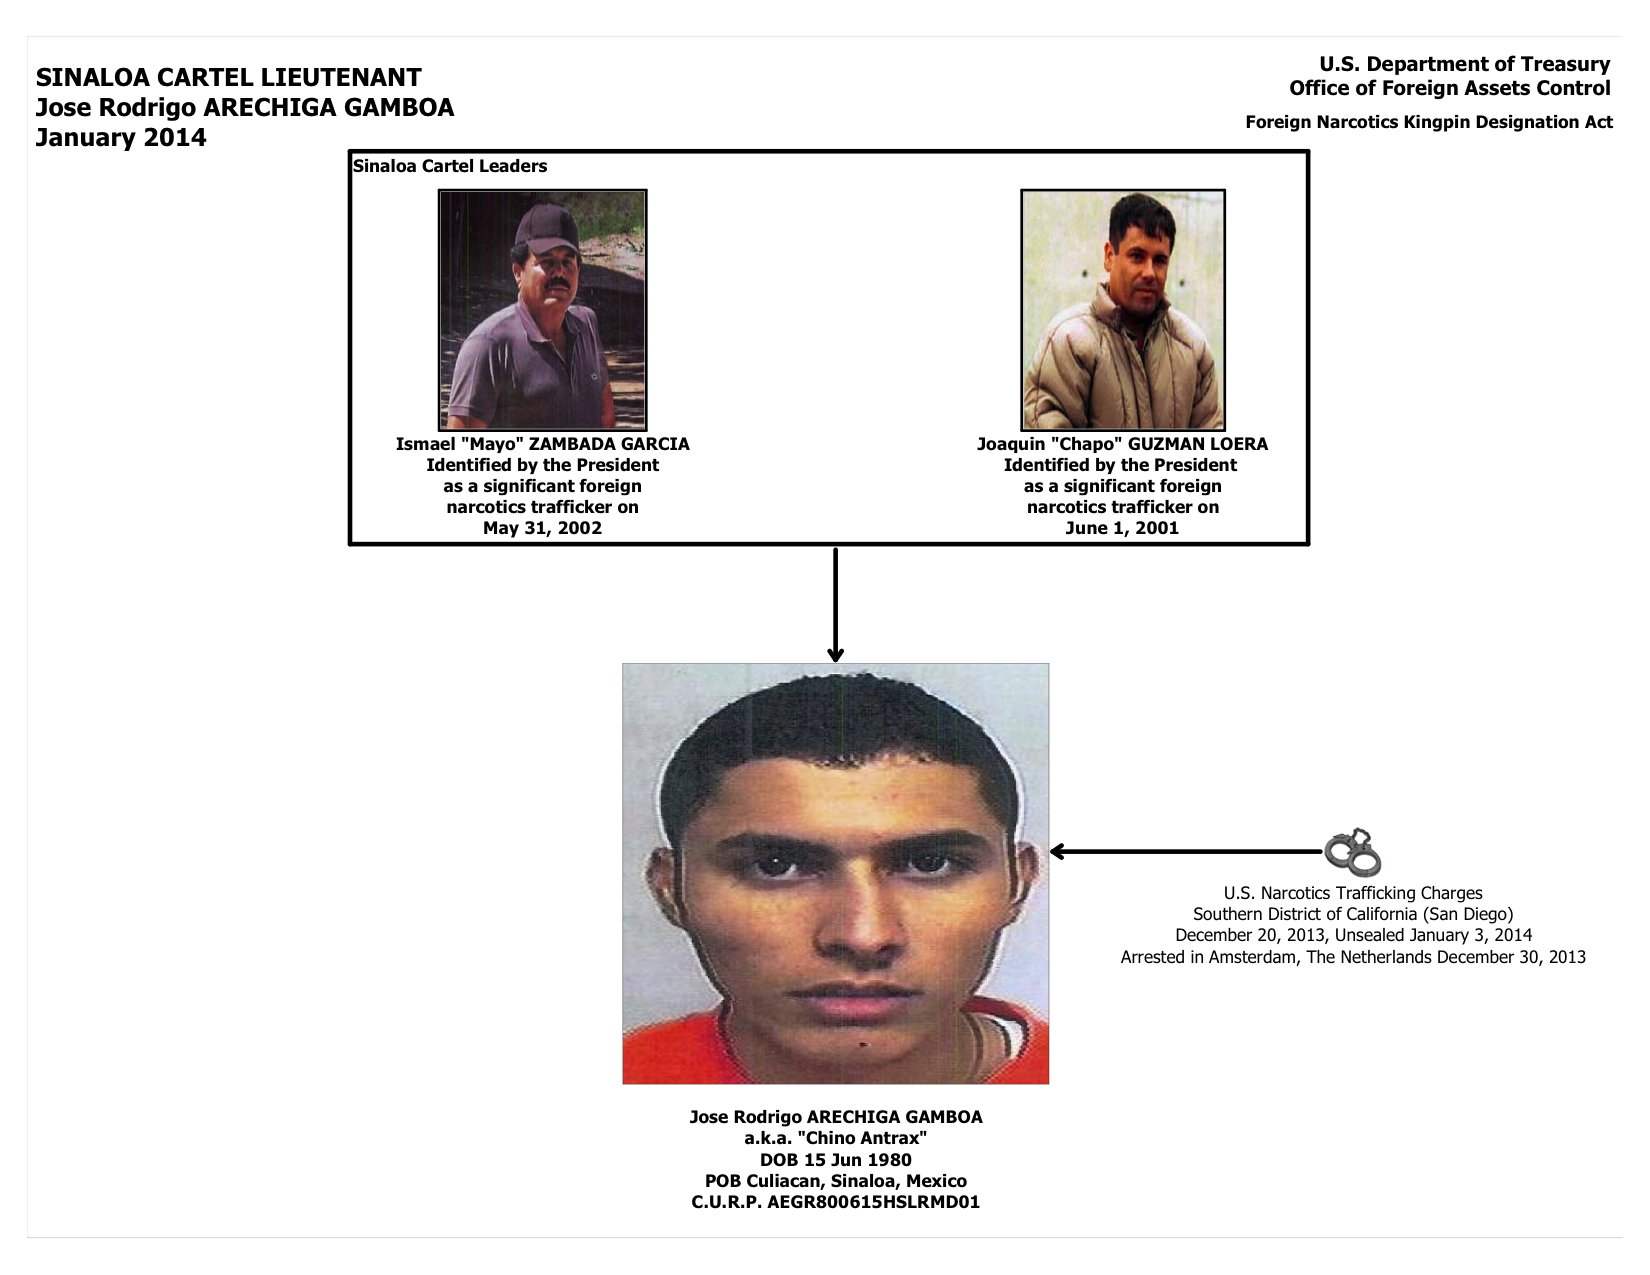 SINALOA CARTEL LIEUTENANT
Jose Rodrigo ARECHIGA GAMBOA
January 2014
U.S. Department of Treasury
Office of Foreign Assets Control
Foreign Narcotics Kingpin Designation Act
Sinaloa Cartel Leaders
Ismael "Mayo" ZAMBADA GARCIA
Identified by the President
as a significant foreign
narcotics trafficker on
May 31, 2002
Joaquin "Chapo" GUZMAN LOERA
Identified by the President
as a significant foreign
narcotics trafficker on
June 1, 2001
U.S. Narcotics Trafficking Charges
Southern District of California (San Diego)
December 20, 2013, Unsealed January 3, 2014
Arrested in Amsterdam, The Netherlands December 30, 2013
Jose Rodrigo ARECHIGA GAMBOA
a.k.a. "Chino Antrax"
DOB 15 Jun 1980
POB Culiacan, Sinaloa, Mexico
C.U.R.P. AEGR800615HSLRMD01